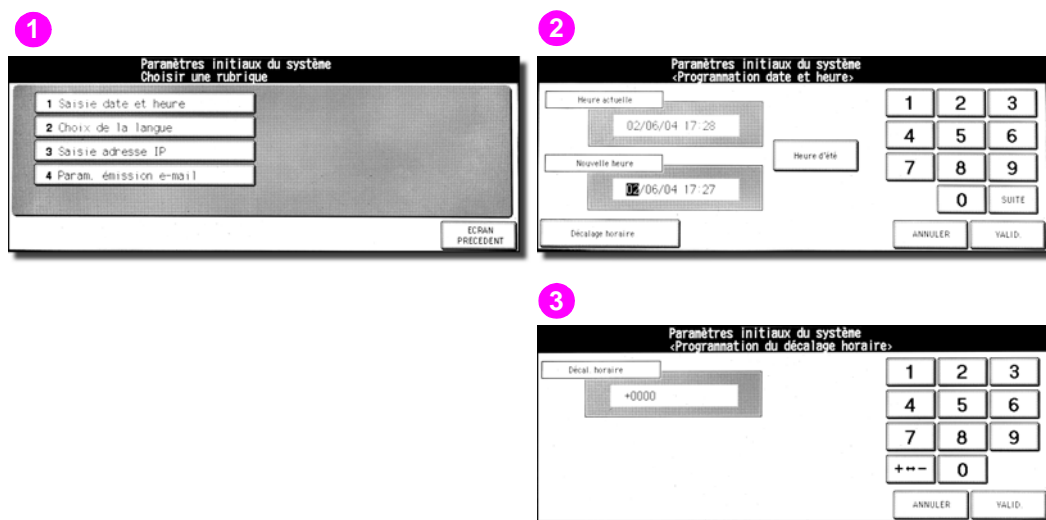 1
Paramètres initiaux du système
Choisir une rubrique
1 Saisie date et heure
2 Choix de la langue
3 Saisie adresse IP
4 Param. émission e-mail
ECRAN
PRECEDENT
2
Paramètres initiaux du système
<Programmation date et heure>
Heure actuelle
02/06/04 17:28
Nouvelle heure
02/06/04 17:27
Heure d'été
Décalage horaire
1 2 3
4 5 6
7 8 9
0 SUITE
ANNULER VALID.
3
Paramètres initiaux du système
<Programmation du décalage horaire>
Décal. horaire
+0000
1 2 3
4 5 6
7 8 9
+↔- 0
ANNULER VALID.